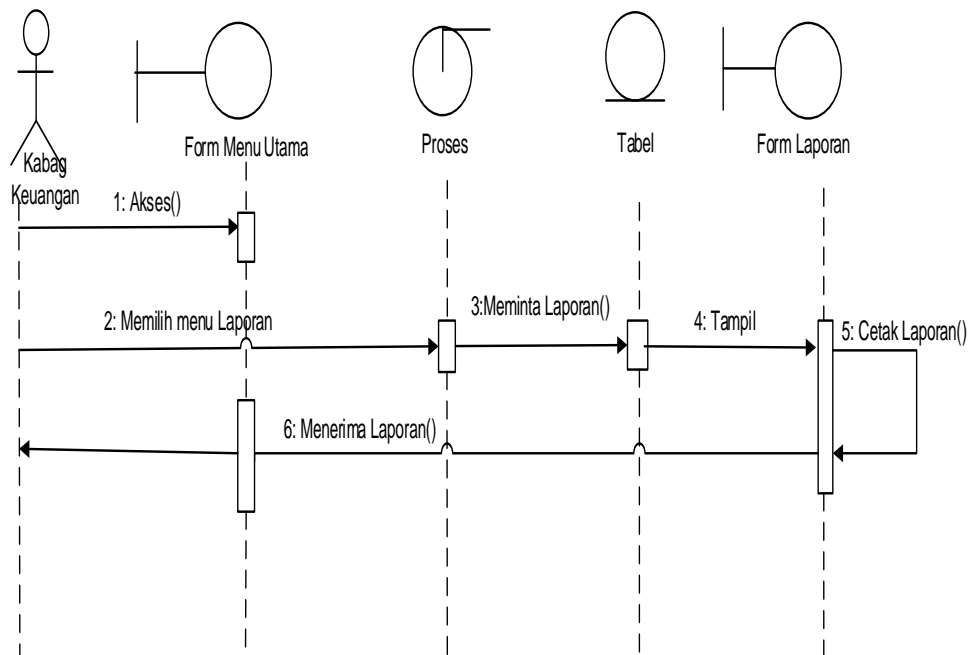 Kabag
Keuangan
Form Menu Utama
Proses
Tabel
Form Laporan
1: Akses()
2: Memilih menu Laporan
3:Meminta Laporan()
4: Tampil
5: Cetak Laporan()
6: Menerima Laporan()